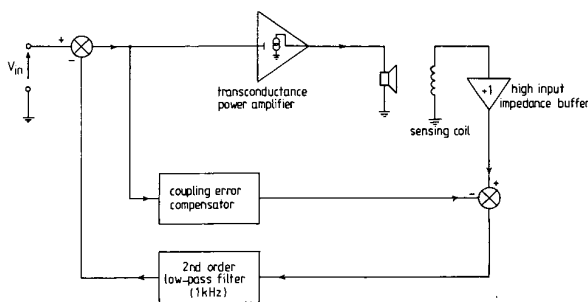 +
-
Vin
transconductance
power amplifier
sensing coil
+1
high input
impedance buffer
coupling error
compensator
-
+
2nd order
low-pass filter
(1kHz)